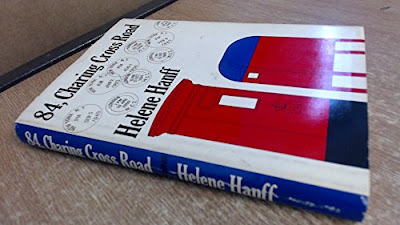 84, Charing Cross Road
Helene Hanff
84, Charing Cross Road
Helene Hanff